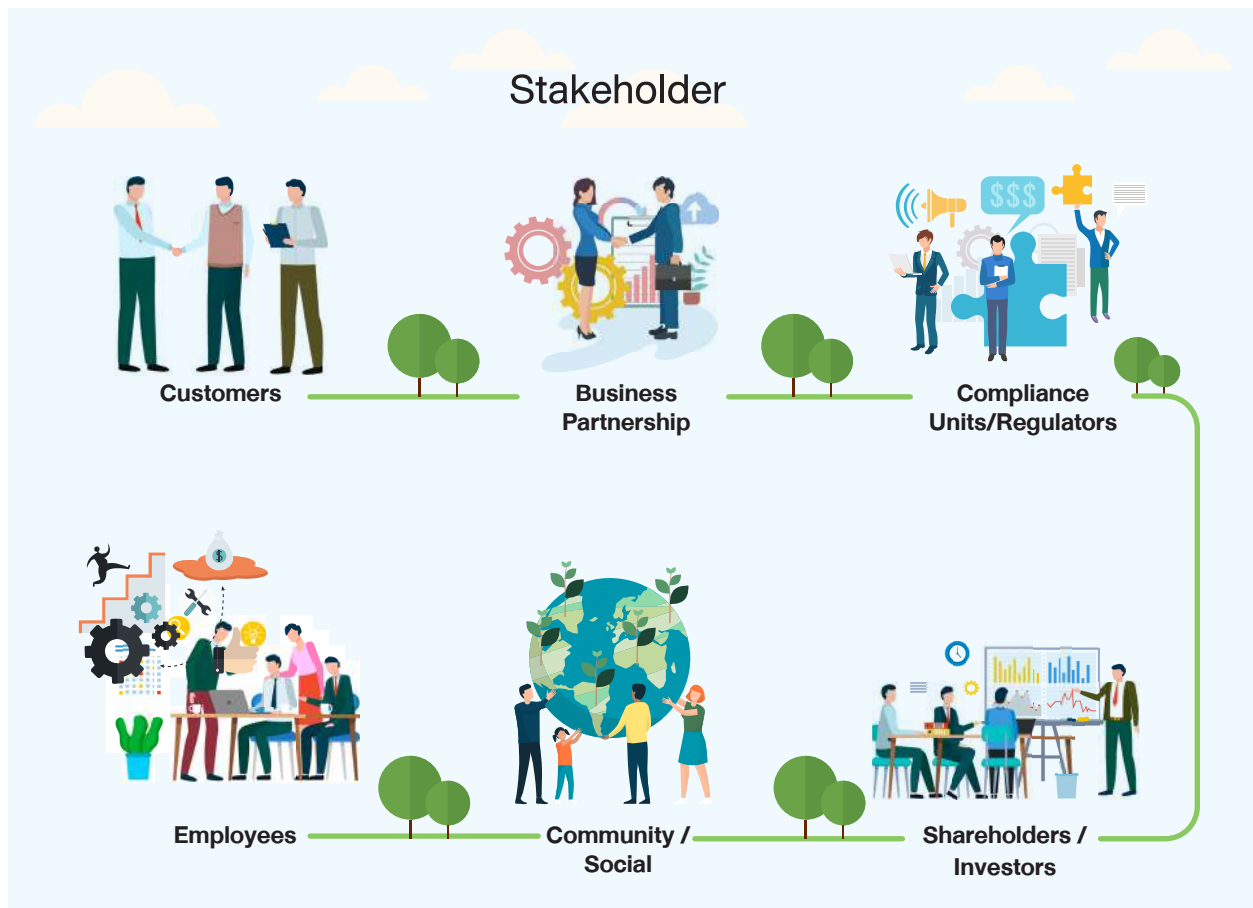 Stakeholder
$$$
Customers
Business
Partnership
Compliance
Units/Regulators
$
Employees
Community /
Social
Shareholders /
Investors